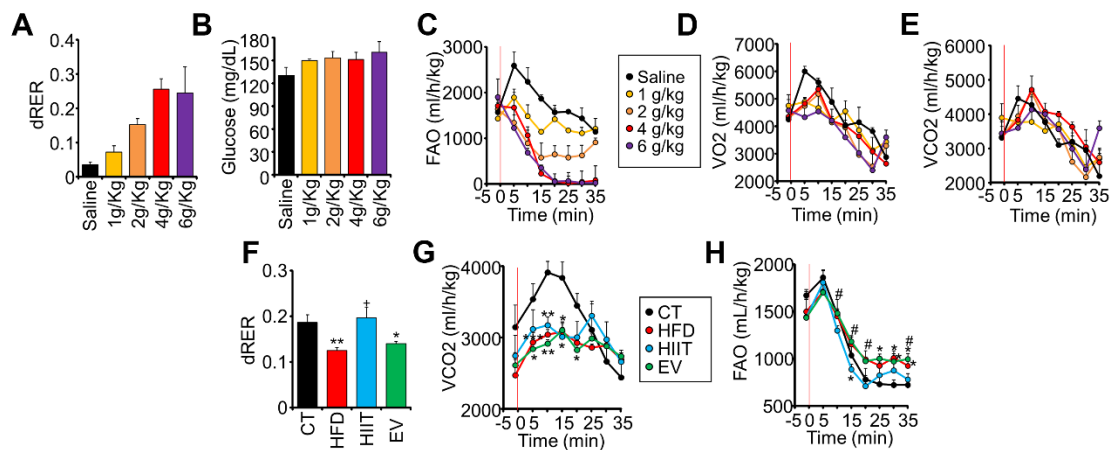 A
dRER
0.4
0.3
0.2
0.1
0
Saline
1g/Kg
2g/Kg
4g/Kg
6g/Kg
B
Glucose (mg/dL)
180
150
120
90
60
30
0
Saline
1g/Kg
2g/Kg
4g/Kg
6g/Kg
C
FAO (ml/h/kg)
3000
2000
1000
0
-5 0 5 15 25 35
Time (min)
Saline
1 g/kg
2 g/kg
4 g/kg
6 g/kg
D
VO2 (ml/h/kg)
7000
6000
5000
4000
3000
2000
-5 0 5 15 25 35
Time (min)
E
VCO2 (ml/h/kg)
6000
5000
4000
3000
2000
-5 0 5 15 25 35
Time (min)
F
dRER
0.3
0.2
0.1
0
** ‡ *
CT
HFD
HIIT
EV
G
VCO2 (ml/h/kg)
4000
3000
2000
-5 0 5 15 25 35
Time (min)
CT
HFD
HIIT
EV
H
FAO (mL/h/kg)
2000
1500
1000
500
# # # * * #
-5 0 5 15 25 35
Time (min)